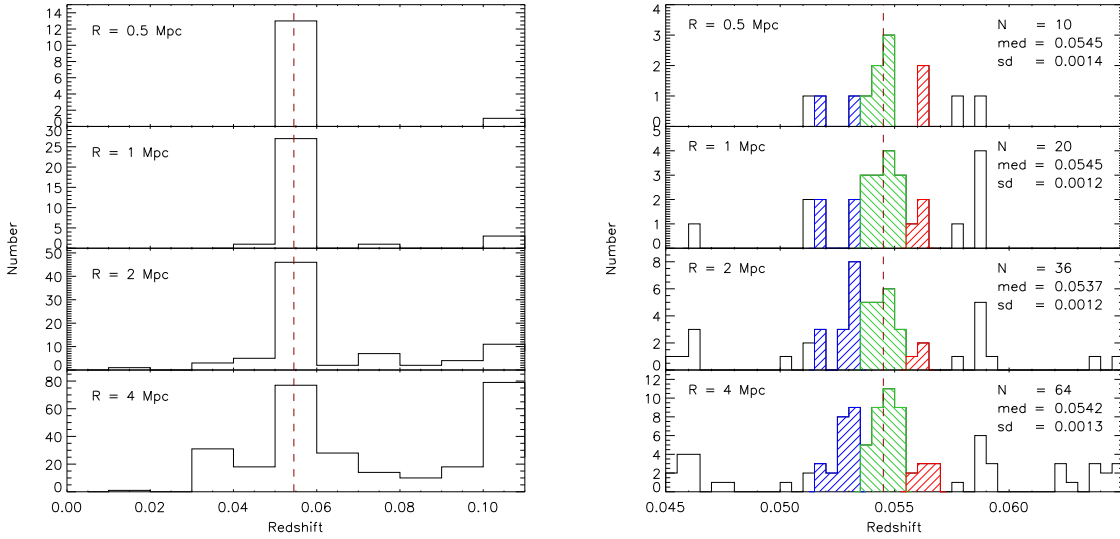 14
12
10
8
6
4
2
0
R = 0.5 Mpc
30
25
20
15
10
5
0
R = 1 Mpc
50
40
30
20
10
0
R = 2 Mpc
80
60
40
20
0
R = 4 Mpc
Number
0.00 0.02 0.04 0.06 0.08 0.10
Redshift
4
3
2
1
0
R = 0.5 Mpc
N = 10
med = 0.0545
sd = 0.0014
5
4
3
2
1
0
R = 1 Mpc
N = 20
med = 0.0545
sd = 0.0012
8
6
4
2
0
R = 2 Mpc
N = 36
med = 0.0537
sd = 0.0012
12
10
8
6
4
2
0
R = 4 Mpc
N = 64
med = 0.0542
sd = 0.0013
Number
0.045 0.050 0.055 0.060
Redshift